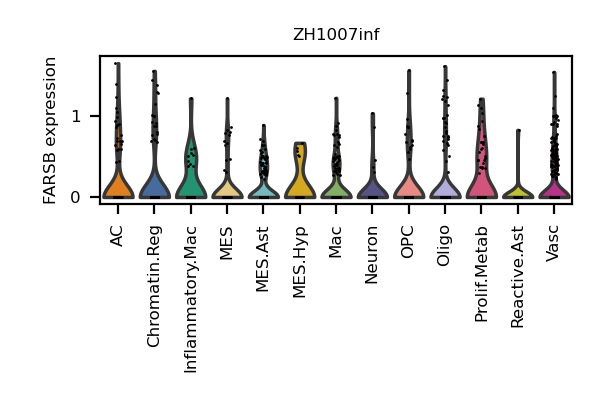 ZH1007inf
FARSB expression
1
0
AC
Chromatin.Reg
Inflammatory.Mac
MES
MES.Ast
MES.Hyp
Mac
Neuron
OPC
Oligo
Prolif.Metab
Reactive.Ast
Vasc